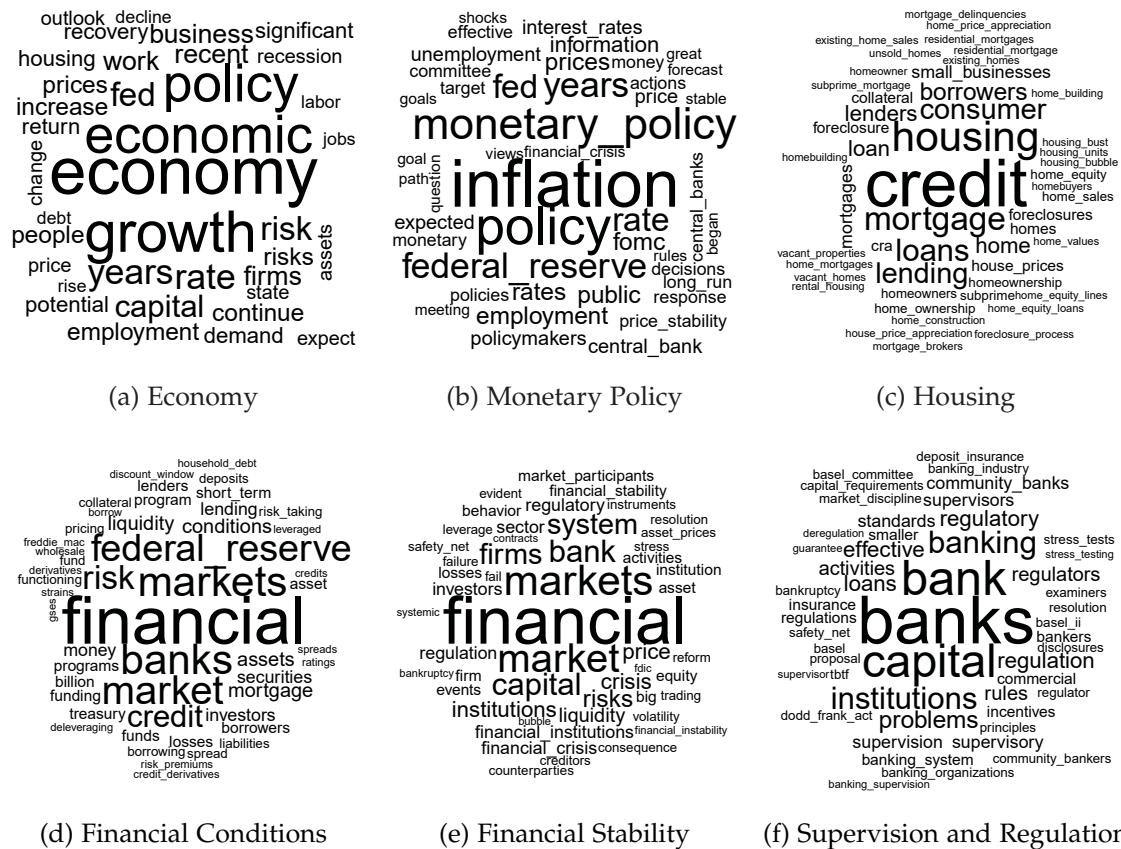 outlook decline
recovery business significant
housing work recent recession
prices fed policy
increase labor
return economic jobs
change economy
debt
people growth risk assets
price years rate risks
rise firms
potential capital state
continue
employment demand expect
(a) Economy
shocks
effective interest_rates
unemployment information
committee prices money great
target fed years actions forecast
goals price stable
monetary_policy
goal views financial_crisis
path question inflation central_banks
expected policy rate began
monetary fomc
federal_reserve rules
decisions
policies rates public long_run
meeting response
employment price_stability
policymakers central_bank
(b) Monetary Policy
mortgage_delinquencies
home_price_appreciation
existing_home_sales residential_mortgages
unsold_homes residential_mortgage
existing_homes
homeowner small_businesses
subprime_mortgage borrowers home_building
collateral
lenders consumer
foreclosure housing housing_bust
loan housing_units
homebuilding housing_bubble
credit home_equity
homebuyers
mortgages home_sales
mortgage foreclosures
homes
cra loans home home_values
vacant_properties
home_mortgages lending house_prices
vacant_homes homeownership
rental_housing homeowners subprime home_equity_lines
home_ownership home_equity_loans
home_construction
house_price_appreciation foreclosure_process
mortgage_brokers
(c) Housing
household_debt
discount_window deposits
lenders short_term
collateral program lending risk_taking
borrow
pricing liquidity conditions leveraged
freddie_mac federal_reserve
wholesale
fund
derivatives risk markets credits
functioning asset
strains
gses financial
money spreads
programs banks assets ratings
billion securities
funding market mortgage
treasury credit investors
deleveraging borrowers
funds losses liabilities
borrowing spread
risk_premiums
credit_derivatives
(d) Financial Conditions
market_participants
evident financial_stability
behavior regulatory instruments
leverage sector system resolution
contracts asset_prices
safety_net firms bank stress
failure activities
losses fail markets institution
investors asset
systemic financial
regulation market price reform
bankruptcy firm capital fdic equity
events crisis
risks big trading
institutions liquidity volatility
bubble
financial_institutions financial_instability
financial_crisis consequence
creditors
counterparties
(e) Financial Stability
deposit_insurance
basel_committee banking_industry
capital_requirements community_banks
market_discipline supervisors
standards regulatory
deregulation smaller stress_tests
guarantee effective banking stress_testing
activities
loans bank regulators
bankruptcy examiners
insurance resolution
regulations banks basel_ii
safety_net bankers
basel disclosures
proposal capital regulation
supervisor tbtf commercial
institutions rules regulator
dodd_frank_act problems incentives
principles
supervision supervisory
banking_system community_bankers
banking_organizations
banking_supervision
(f) Supervision and Regulation